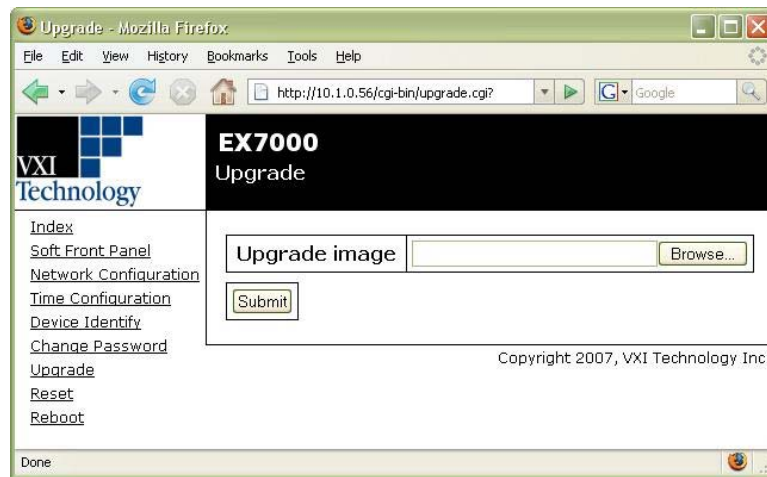 Upgrade - Mozilla Firefox
File Edit View History Bookmarks Tools Help
http://10.1.0.56/cgi-bin/upgrade.cgi? G Google
VXI
Technology
EX7000
Upgrade
Index
Soft Front Panel
Network Configuration
Time Configuration
Device Identify
Change Password
Upgrade
Reset
Reboot
Upgrade image Browse...
Submit
Copyright 2007, VXI Technology Inc
Done